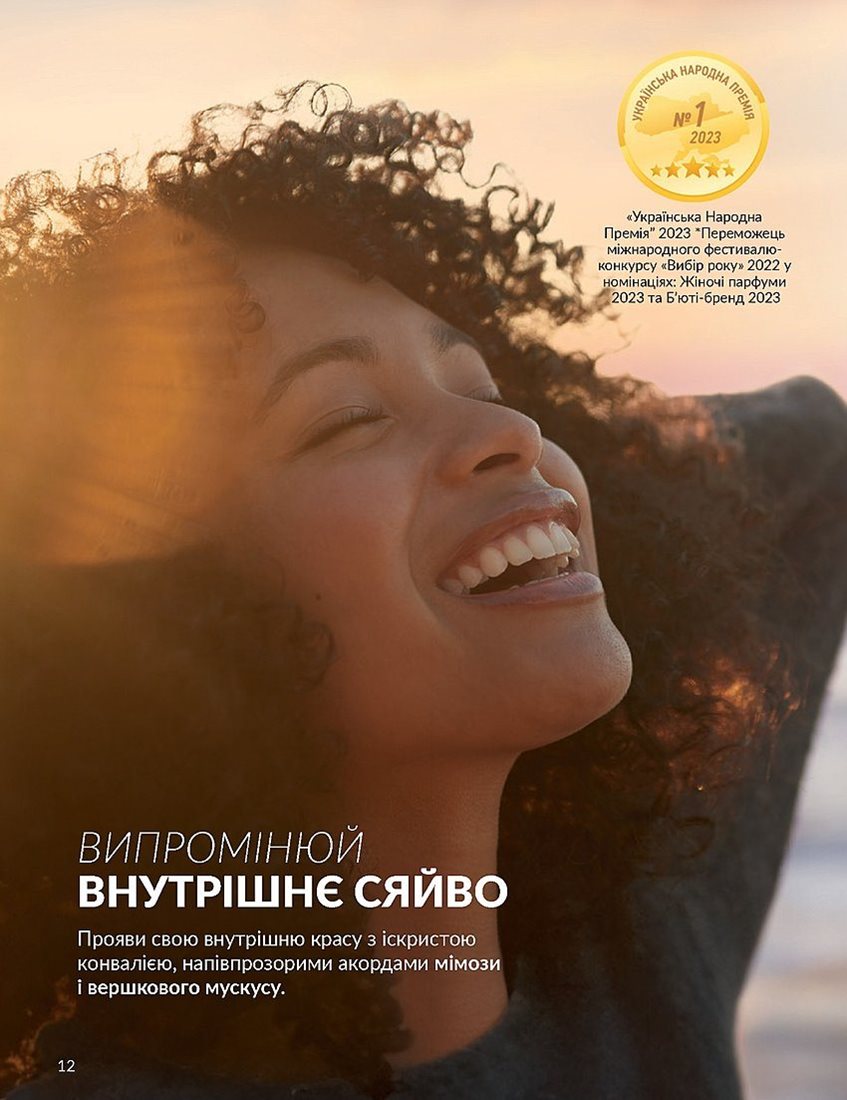 УКРАЇНСЬКА НАРОДНА ПРЕМІЯ
№1
2023
«Українська Народна
Премія" 2023 *Переможець
міжнародного фестивалю-
конкурсу «Вибір року» 2022 у
номінаціях: Жіночі парфуми
2023 та Б'юті-бренд 2023
ВИПРОМІНЮЙ
ВНУТРІШНЄ СЯЙВО
Прояви свою внутрішню красу з іскристою
конвалією, напівпрозорими акордами мімози
і вершкового мускусу.
12